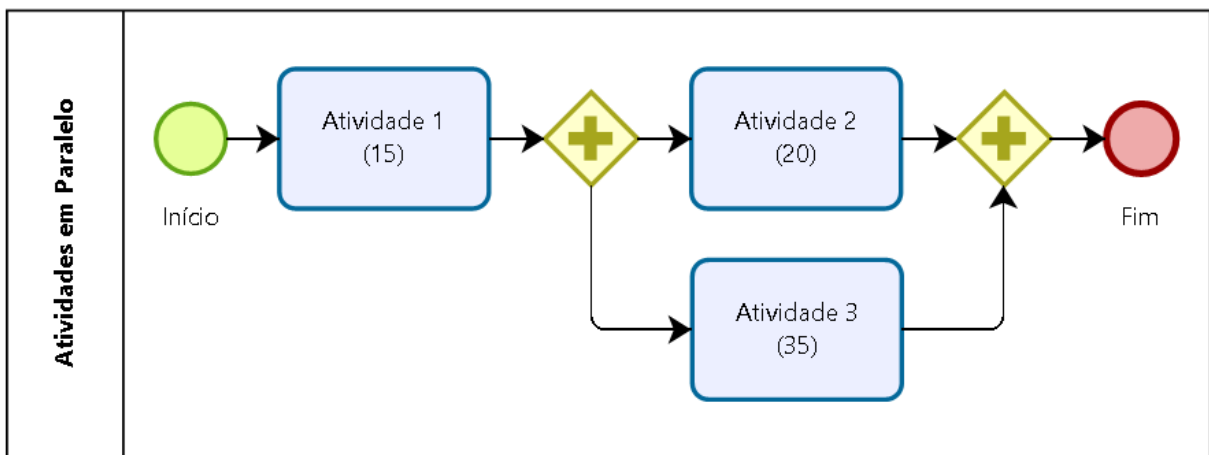 Atividades em Paralelo
Início
Atividade 1
(15)
Atividade 2
(20)
Atividade 3
(35)
Fim